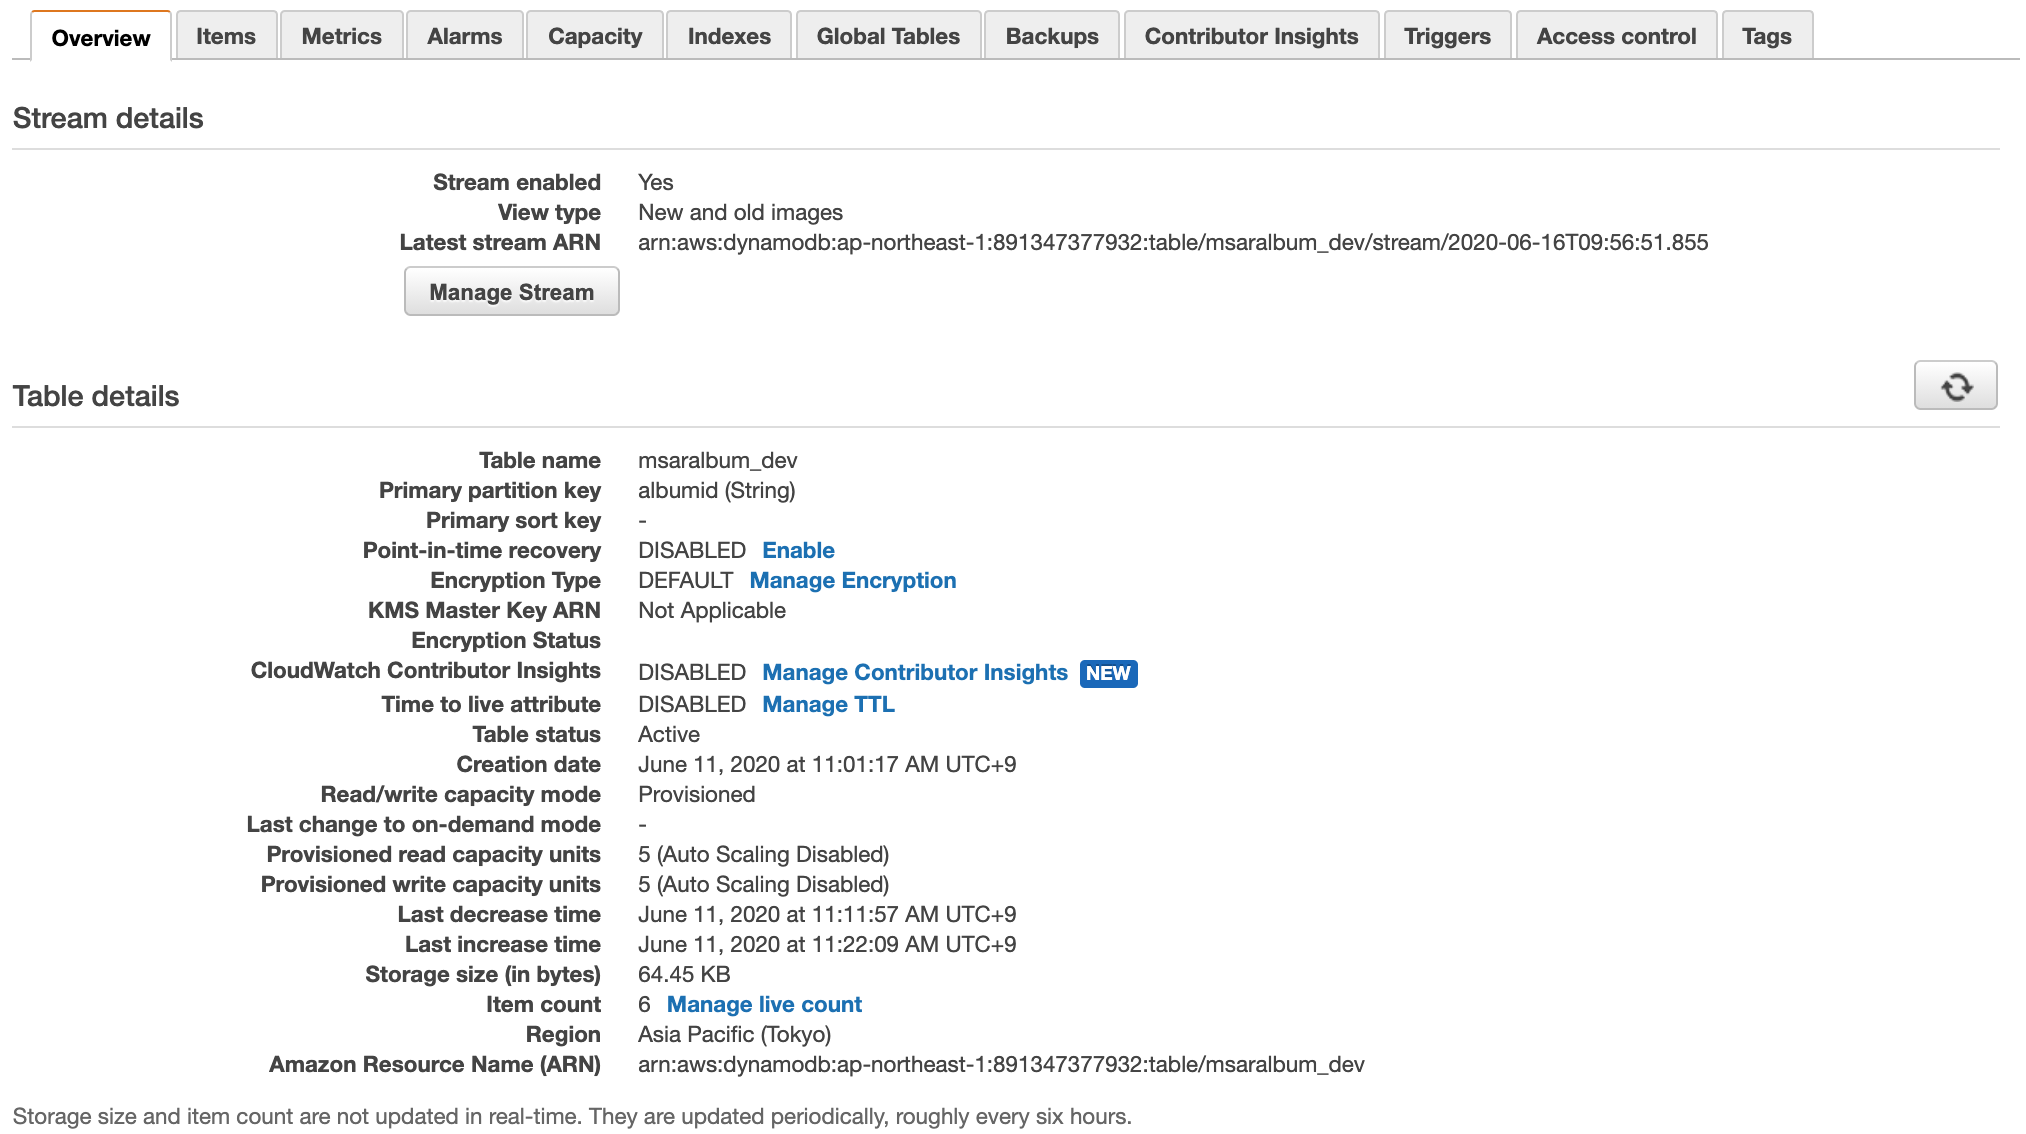 Overview Items Metrics Alarms Capacity Indexes Global Tables Backups Contributor Insights Triggers Access control Tags
Stream details
Stream enabled Yes
View type New and old images
Latest stream ARN arn:aws:dynamodb:ap-northeast-1:891347377932:table/msaralbum_dev/stream/2020-06-16T09:56:51.855
Manage Stream
Table details
Table name msaralbum_dev
Primary partition key albumid (String)
Primary sort key -
Point-in-time recovery DISABLED Enable
Encryption Type DEFAULT Manage Encryption
KMS Master Key ARN Not Applicable
Encryption Status
CloudWatch Contributor Insights DISABLED Manage Contributor Insights NEW
Time to live attribute DISABLED Manage TTL
Table status Active
Creation date June 11, 2020 at 11:01:17 AM UTC+9
Read/write capacity mode Provisioned
Last change to on-demand mode -
Provisioned read capacity units 5 (Auto Scaling Disabled)
Provisioned write capacity units 5 (Auto Scaling Disabled)
Last decrease time June 11, 2020 at 11:11:57 AM UTC+9
Last increase time June 11, 2020 at 11:22:09 AM UTC+9
Storage size (in bytes) 64.45 KB
Item count 6 Manage live count
Region Asia Pacific (Tokyo)
Amazon Resource Name (ARN) arn:aws:dynamodb:ap-northeast-1:891347377932:table/msaralbum_dev
Storage size and item count are not updated in real-time. They are updated periodically, roughly every six hours.